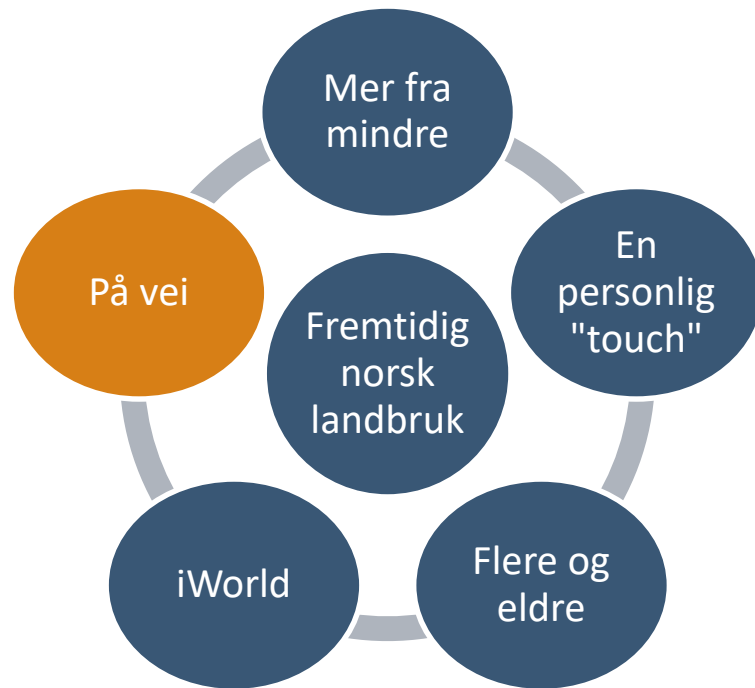 Mer fra
mindre
En
personlig
"touch"
Flere og
eldre
iWorld
På vei
Fremtidig
norsk
landbruk